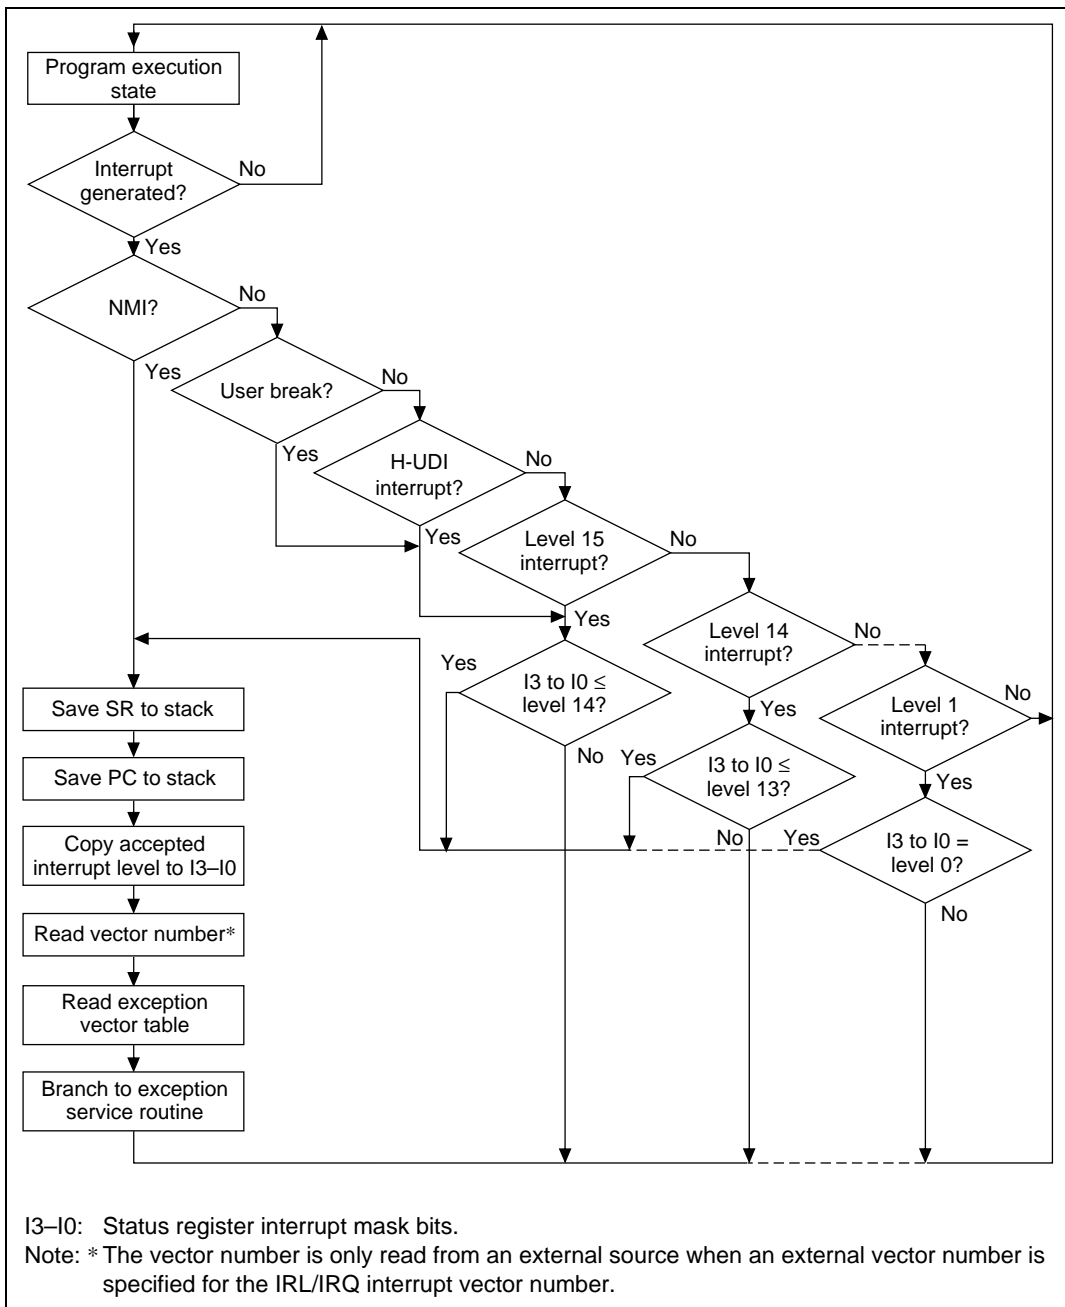 Program execution
state
Interrupt
generated?
No
Yes
NMI?
No
Yes
User break?
No
Yes
H-UDI
interrupt?
No
Yes
Level 15
interrupt?
No
Yes
Level 14
interrupt?
No
Yes
Level 1
interrupt?
No
Yes
I3 to I0 ≤
level 14?
Yes
No
I3 to I0 ≤
level 13?
Yes
No
I3 to I0 =
level 0?
Yes
No
Save SR to stack
Save PC to stack
Copy accepted
interrupt level to I3–I0
Read vector number*
Read exception
vector table
Branch to exception
service routine
I3–I0: Status register interrupt mask bits.
Note: * The vector number is only read from an external source when an external vector number is
specified for the IRL/IRQ interrupt vector number.